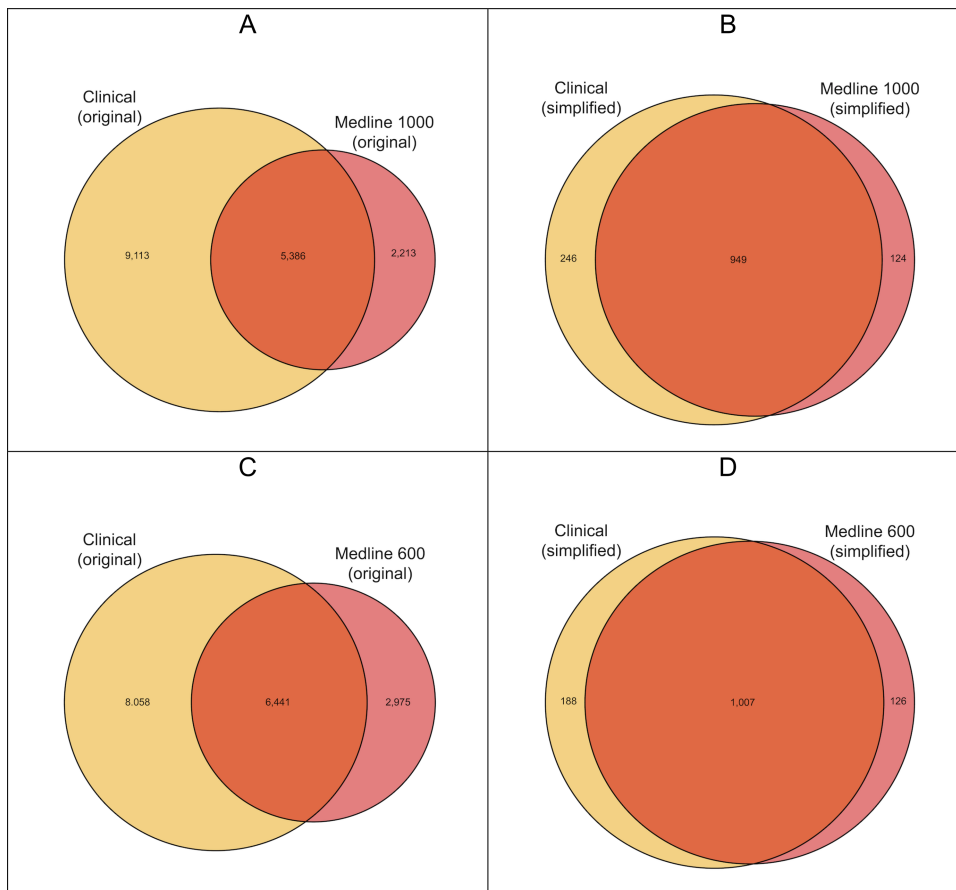 A
Clinical
(original)
Medline 1000
(original)
9,113
5,386
2,213
B
Clinical
(simplified)
Medline 1000
(simplified)
246
949
124
C
Clinical
(original)
Medline 600
(original)
8.058
6,441
2,975
D
Clinical
(simplified)
Medline 600
(simplified)
188
1,007
126